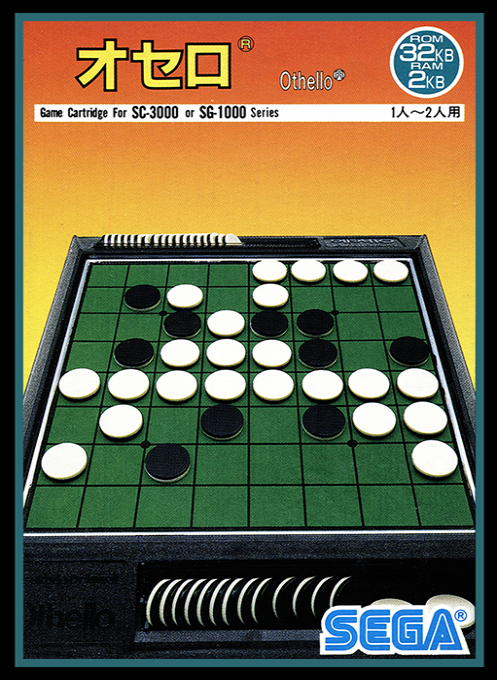 オセロ®
Othello®
ROM
32KB
RAM
2KB
Game Cartridge For SC-3000 or SG-1000 Series
1人～2人用
Othello
SEGA®